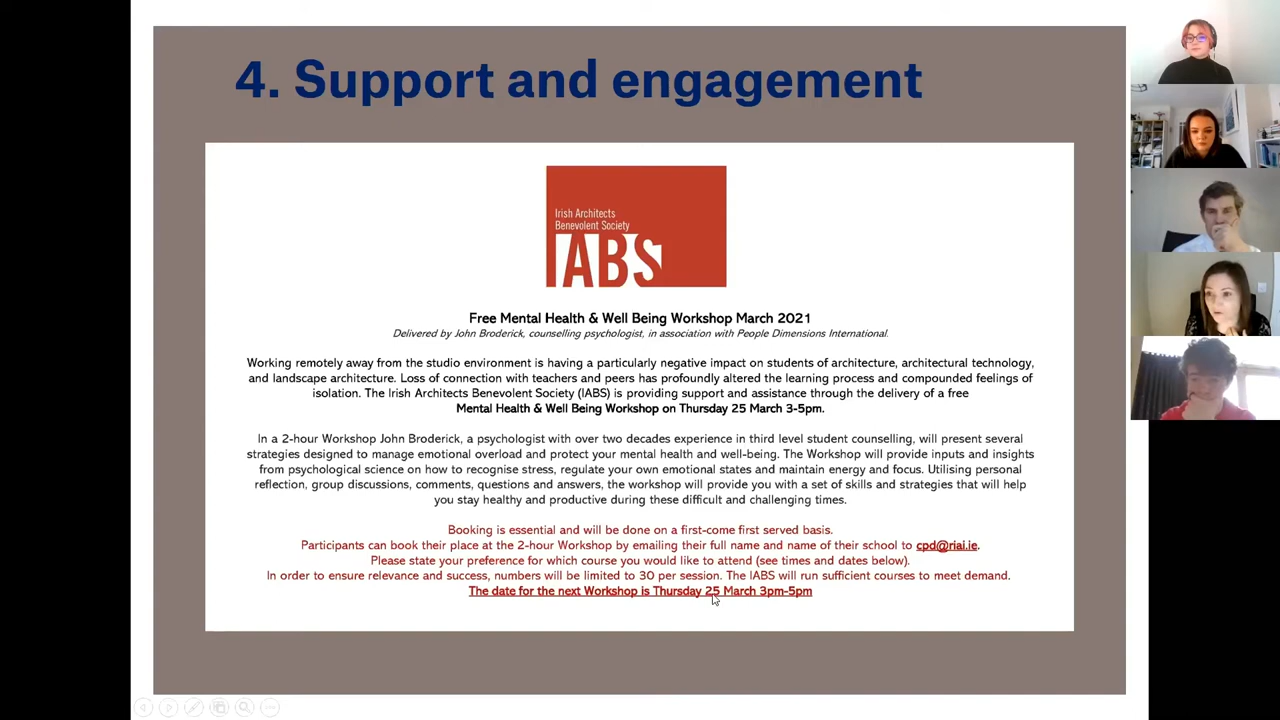 4. Support and engagement
Irish Architects
Benevolent Society
IABS
Free Mental Health & Well Being Workshop March 2021
Delivered by John Broderick, counselling psychologist, in association with People Dimensions International.
Working remotely away from the studio environment is having a particularly negative impact on students of architecture, architectural technology,
and landscape architecture. Loss of connection with teachers and peers has profoundly altered the learning process and compounded feelings of
isolation. The Irish Architects Benevolent Society (IABS) is providing support and assistance through the delivery of a free
Mental Health & Well Being Workshop on Thursday 25 March 3-5pm.
In a 2-hour Workshop John Broderick, a psychologist with over two decades experience in third level student counselling, will present several
strategies designed to manage emotional overload and protect your mental health and well-being. The Workshop will provide inputs and insights
from psychological science on how to recognise stress, regulate your own emotional states and maintain energy and focus. Utilising personal
reflection, group discussions, comments, questions and answers, the workshop will provide you with a set of skills and strategies that will help
you stay healthy and productive during these difficult and challenging times.
Booking is essential and will be done on a first-come first served basis.
Participants can book their place at the 2-hour Workshop by emailing their full name and name of their school to cpd@riai.ie.
Please state your preference for which course you would like to attend (see times and dates below).
In order to ensure relevance and success, numbers will be limited to 30 per session. The IABS will run sufficient courses to meet demand.
The date for the next Workshop is Thursday 25 March 3pm-5pm